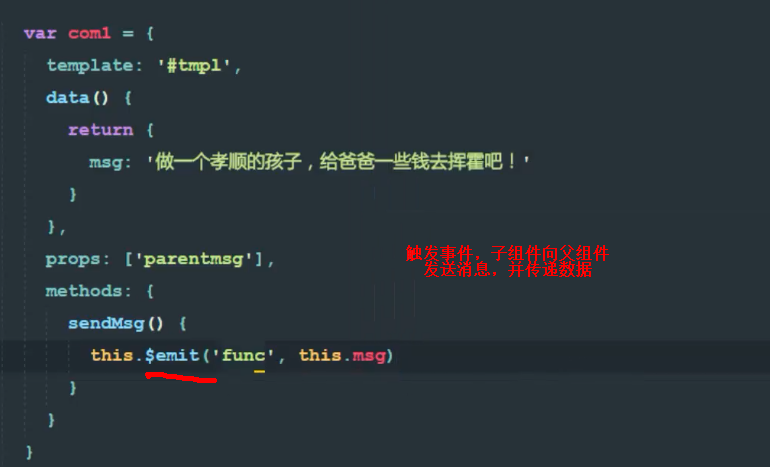 var com1 = {
template: '#tmpl',
data() {
return {
msg: '做一个孝顺的孩子，给爸爸一些钱去挥霍吧！'
}
},
props: ['parentmsg'],
触发事件，子组件向父组件
发送消息，并传递数据
methods: {
sendMsg() {
this.$emit('func', this.msg)
}
}
}